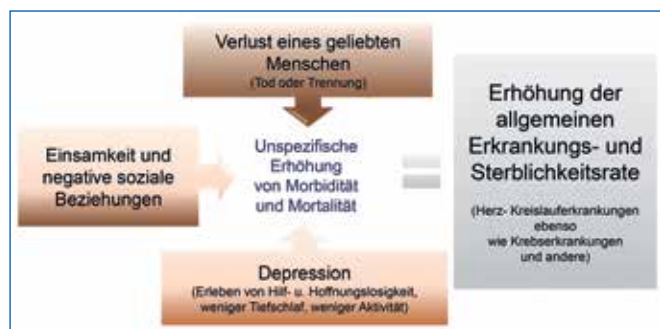 Verlust eines geliebten
Menschen
(Tod oder Trennung)
Einsamkeit und
negative soziale
Beziehungen
Unspezifische
Erhöhung
von Morbidität
und Mortalität
Depression
(Erleben von Hilf- u. Hoffnungslosigkeit,
weniger Tiefschlaf, weniger Aktivität)
Erhöhung der
allgemeinen
Erkrankungs- und
Sterblichkeitsrate
(Herz- Kreislauferkrankungen
ebenso
wie Krebserkrankungen
und andere)